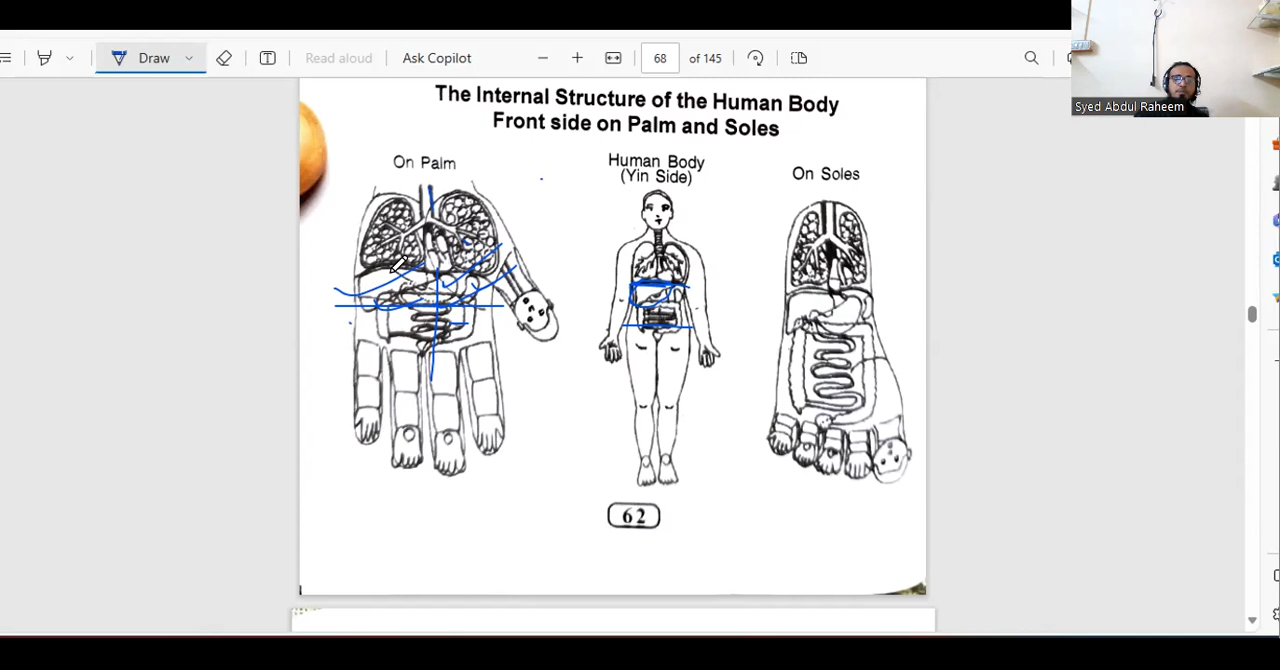 Draw
Read aloud
Ask Copilot
68 of 145
Syed Abdul Raheem
The Internal Structure of the Human Body
Front side on Palm and Soles
On Palm
Human Body
(Yin Side)
On Soles
62